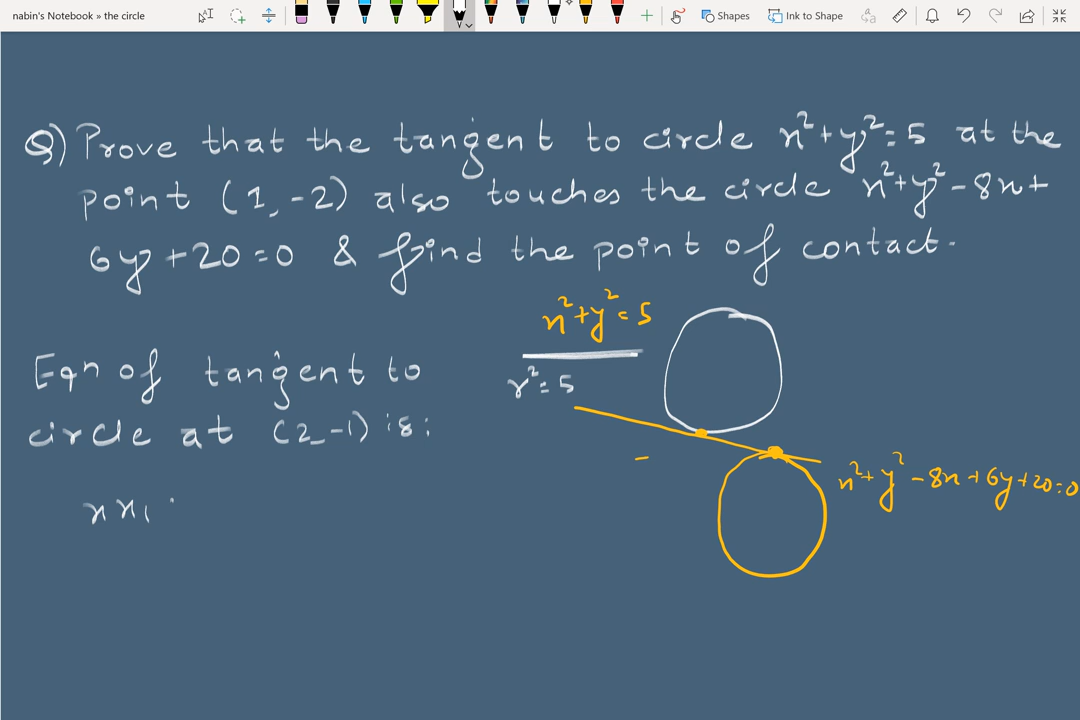 nabin's Notebook » the circle
Shapes
Ink to Shape
Q) Prove that the tangent to circle x²+y²=5 at the
point (1,-2) also touches the circle x²+y²-8x+
6y+20=0 & find the point of contact.
x²+y²=5
r²=5
Eqn of tangent to
circle at (2,-1) is:
x²+y²-8x+6y+20=0
xx₁